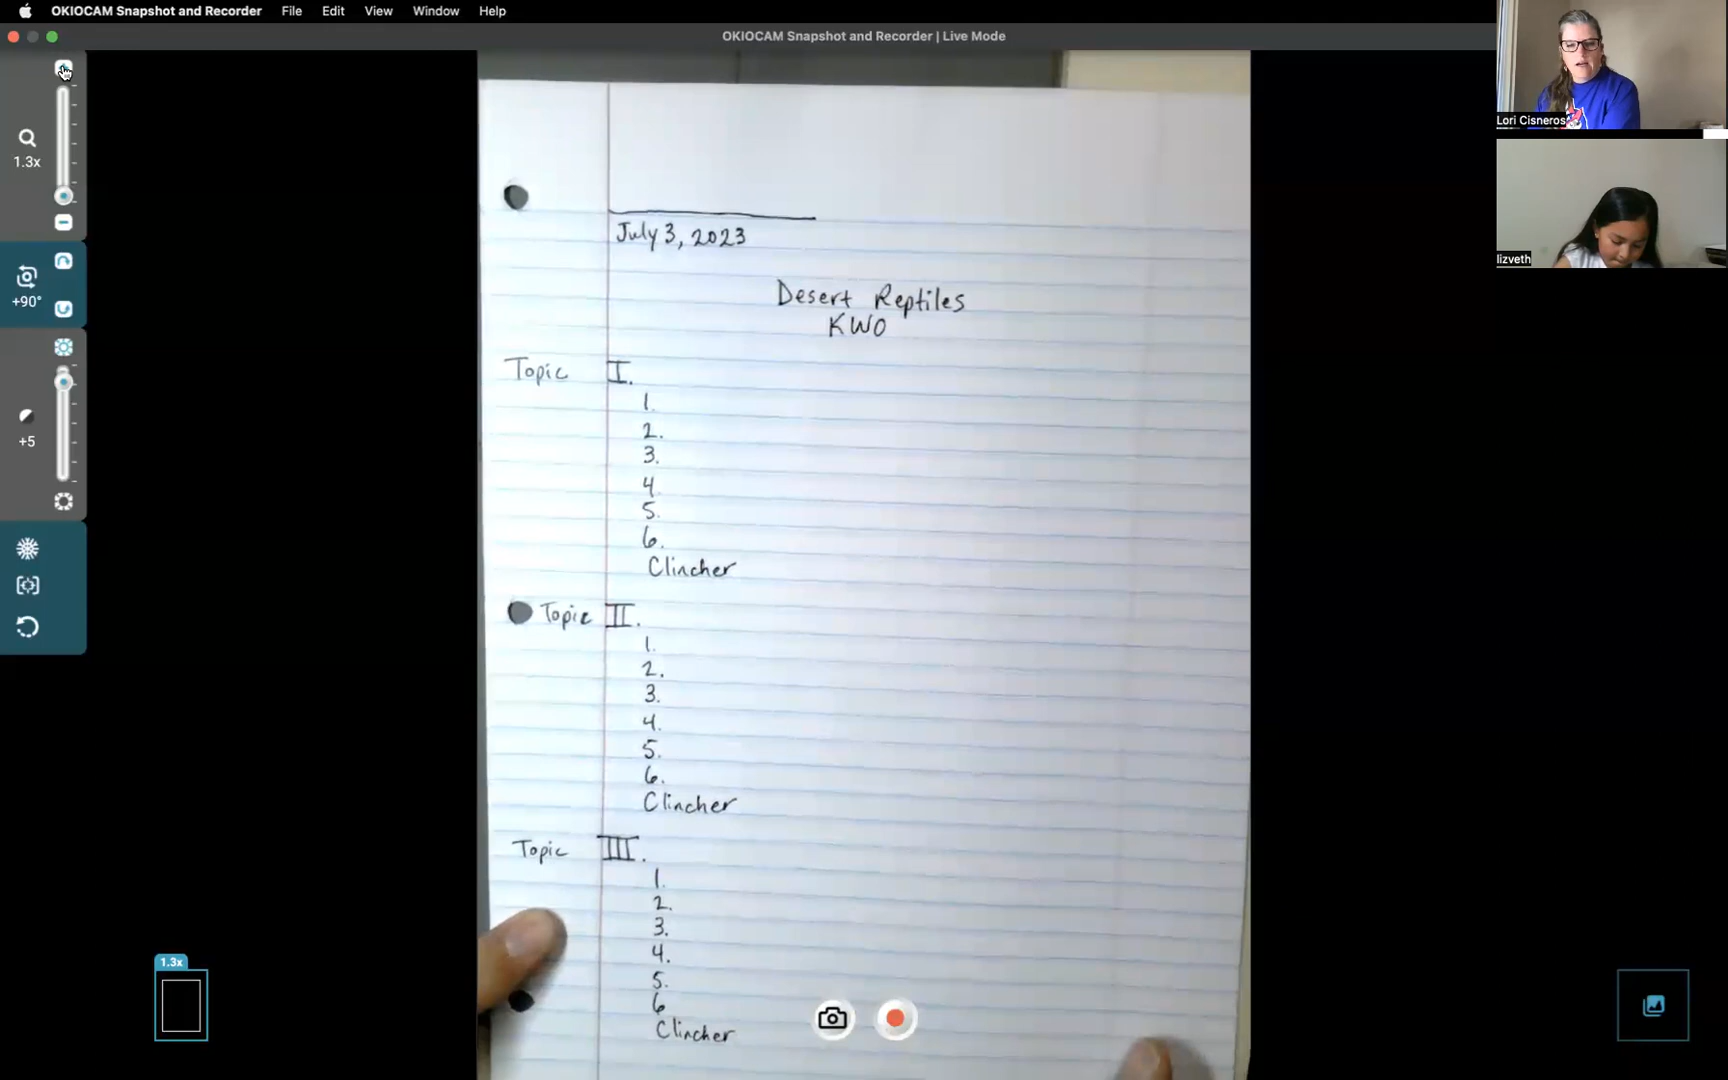 OKIOCAM Snapshot and Recorder File Edit View Window Help
OKIOCAM Snapshot and Recorder | Live Mode
Lori Cisneros
lizveth
1.3x
+90°
+5
July 3, 2023
Desert Reptiles
KWO
Topic I.
1.
2.
3.
4.
5.
6.
Clincher
Topic II.
1.
2.
3.
4.
5.
6.
Clincher
Topic III.
1.
2.
3.
4.
5.
6
Clincher
1.3x